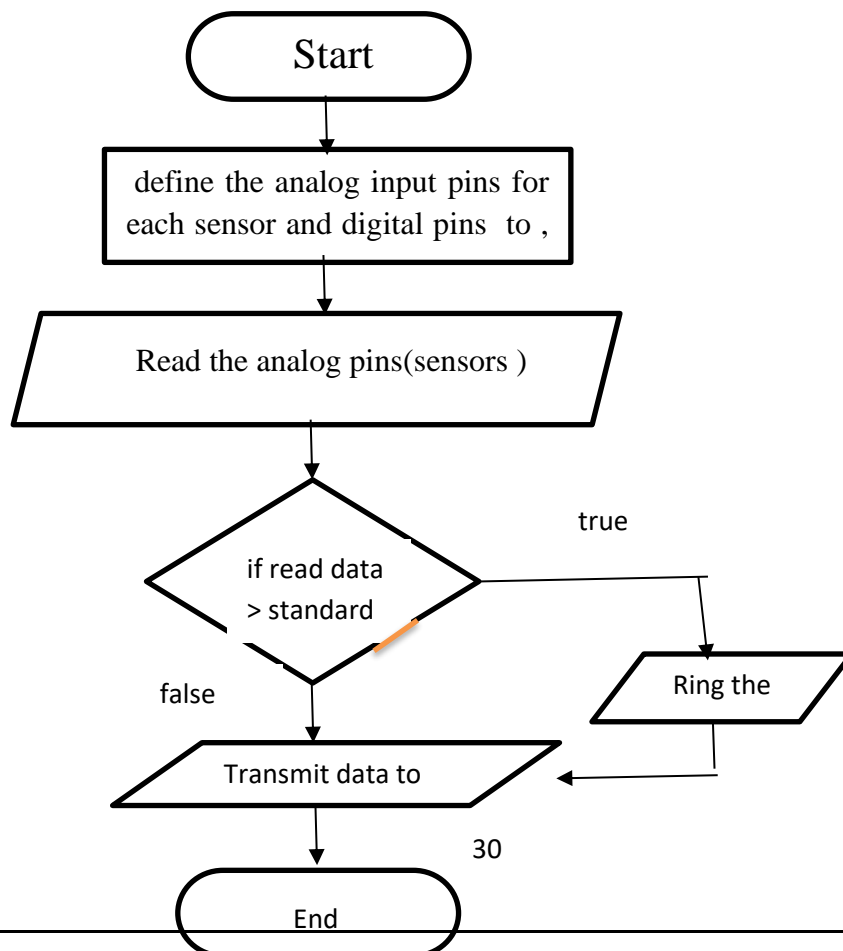 Start
define the analog input pins for
each sensor and digital pins to ,
Read the analog pins(sensors )
true
if read data
> standard
false
Ring the
Transmit data to
30
End